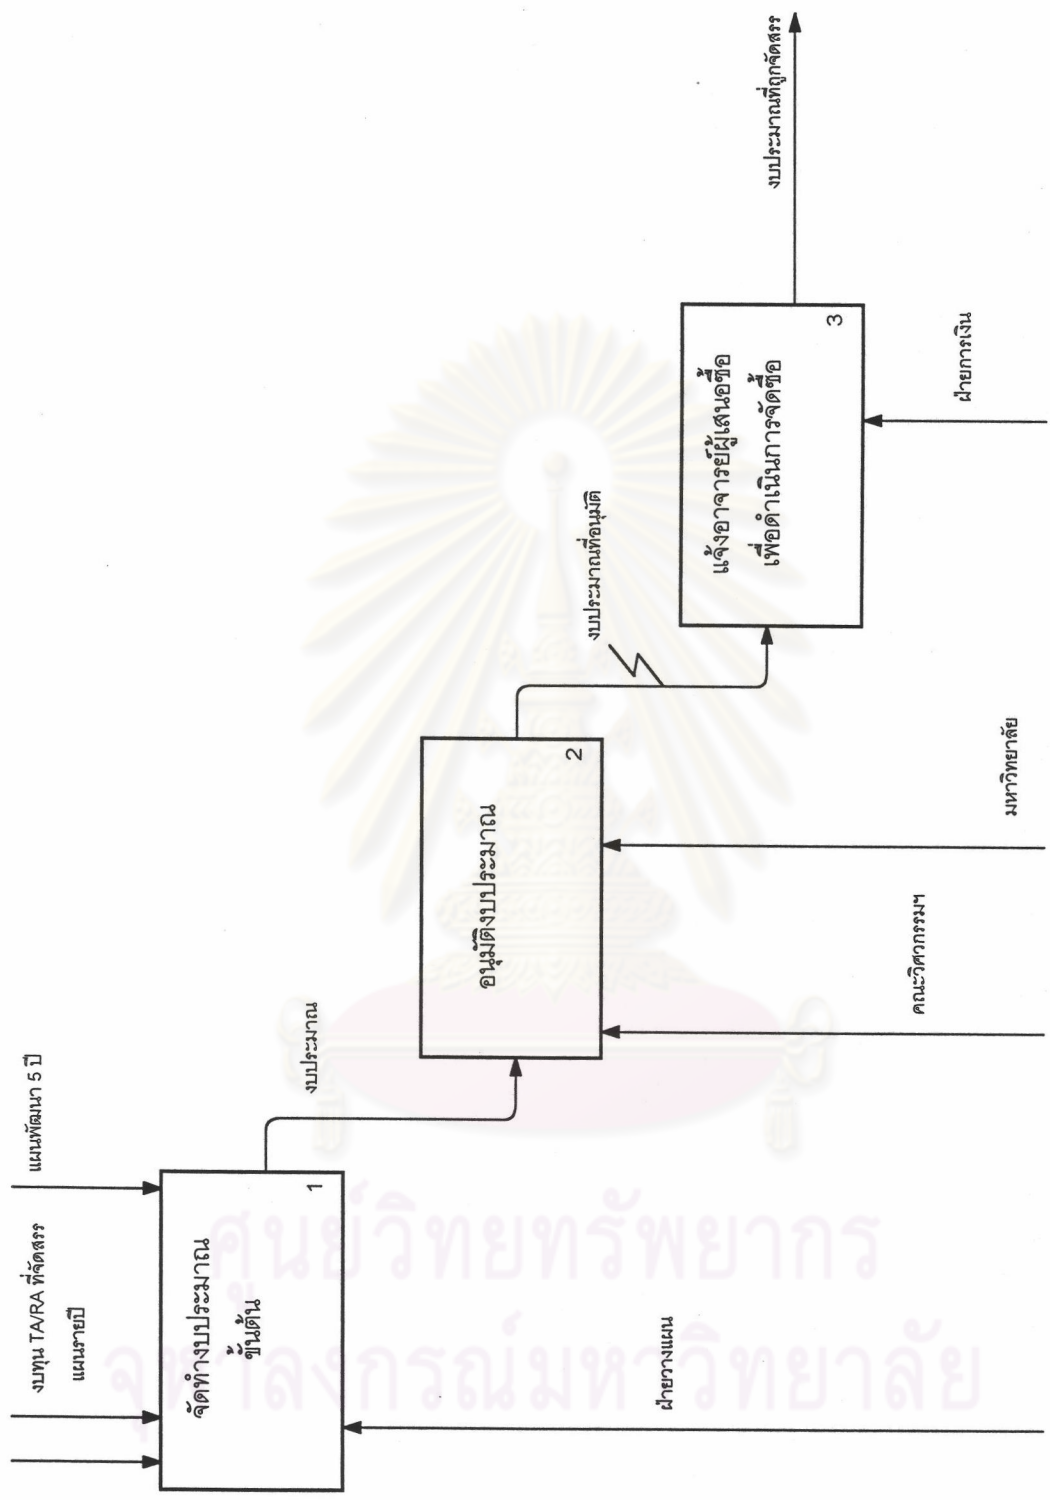 งบทุน TA/RA ที่จัดสรร
แผนรายปี
แผนพัฒนา 5 ปี
จัดทำงบประมาณ
ขั้นต้น
1
งบประมาณ
อนุมัติงบประมาณ
2
งบประมาณที่อนุมัติ
แจ้งอาจารย์ผู้เสนอชื่อ
เพื่อดำเนินการจัดซื้อ
3
งบประมาณที่ถูกจัดสรร
ฝ่ายวางแผน
คณะวิศวกรรมฯ
มหาวิทยาลัย
ฝ่ายการเงิน
ศูนย์วิทยทรัพยากร
จุฬาลงกรณ์มหาวิทยาลัย